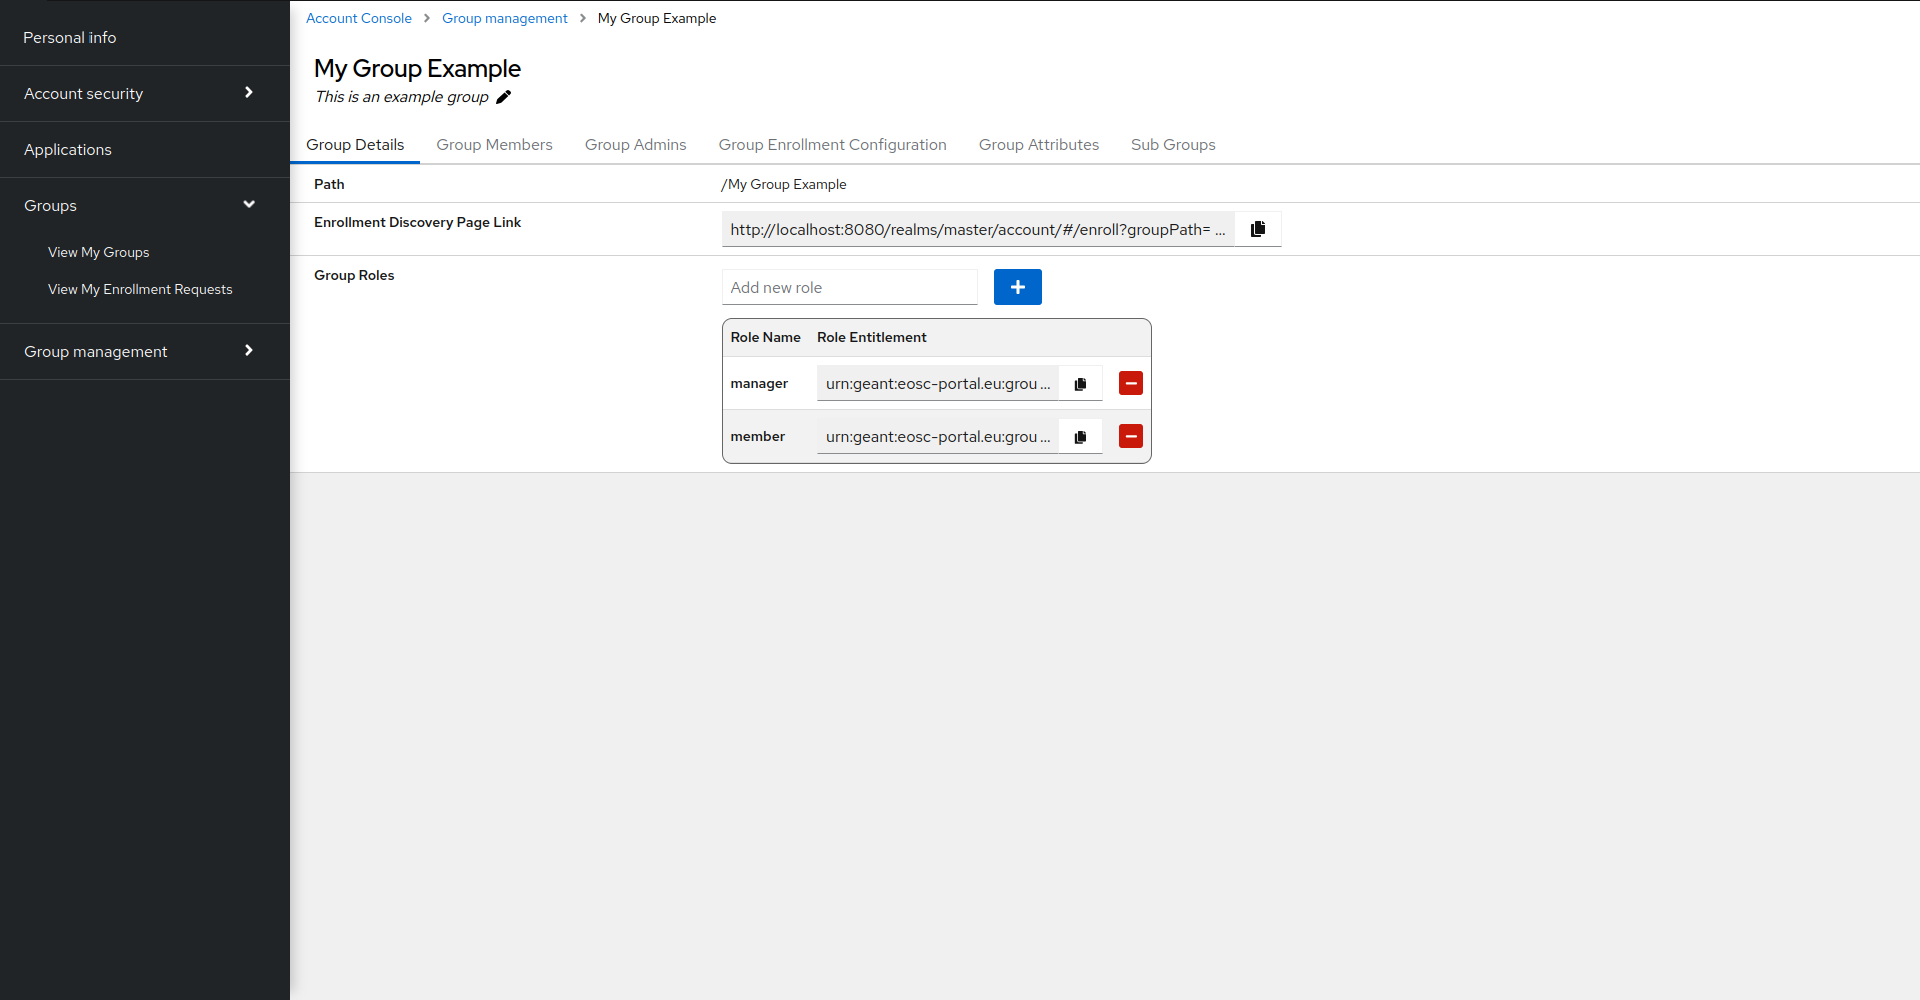 Personal info
Account security
Applications
Groups
View My Groups
View My Enrollment Requests
Group management
Account Console > Group management > My Group Example
My Group Example
This is an example group
Group Details Group Members Group Admins Group Enrollment Configuration Group Attributes Sub Groups
Path /My Group Example
Enrollment Discovery Page Link http://localhost:8080/realms/master/account/#/enroll?groupPath= ...
Group Roles Add new role
Role Name Role Entitlement
manager urn:geant:eosc-portal.eu:grou ...
member urn:geant:eosc-portal.eu:grou ...